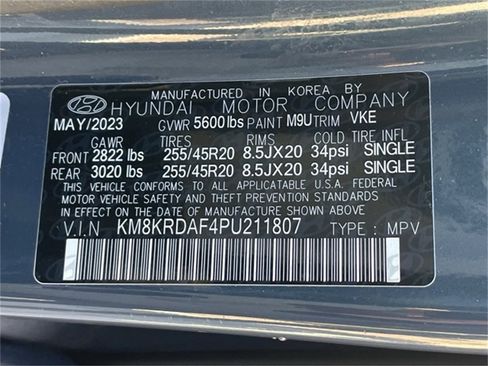 MANUFACTURED IN KOREA BY
HYUNDAI MOTOR COMPANY
MAY/2023 GVWR 5600 lbs PAINT M9U TRIM VKE
GAWR TIRES RIMS COLD TIRE INFL
FRONT 2822 lbs 255/45R20 8.5JX20 34psi SINGLE
REAR 3020 lbs 255/45R20 8.5JX20 34psi SINGLE
THIS VEHICLE CONFORMS TO ALL APPLICABLE U.S.A. FEDERAL
MOTOR VEHICLE SAFETY AND THEFT PREVENTION STANDARDS
IN EFFECT ON THE DATE OF MANUFACTURE SHOWN ABOVE.
V.I.N KM8KRDAF4PU211807 TYPE : MPV